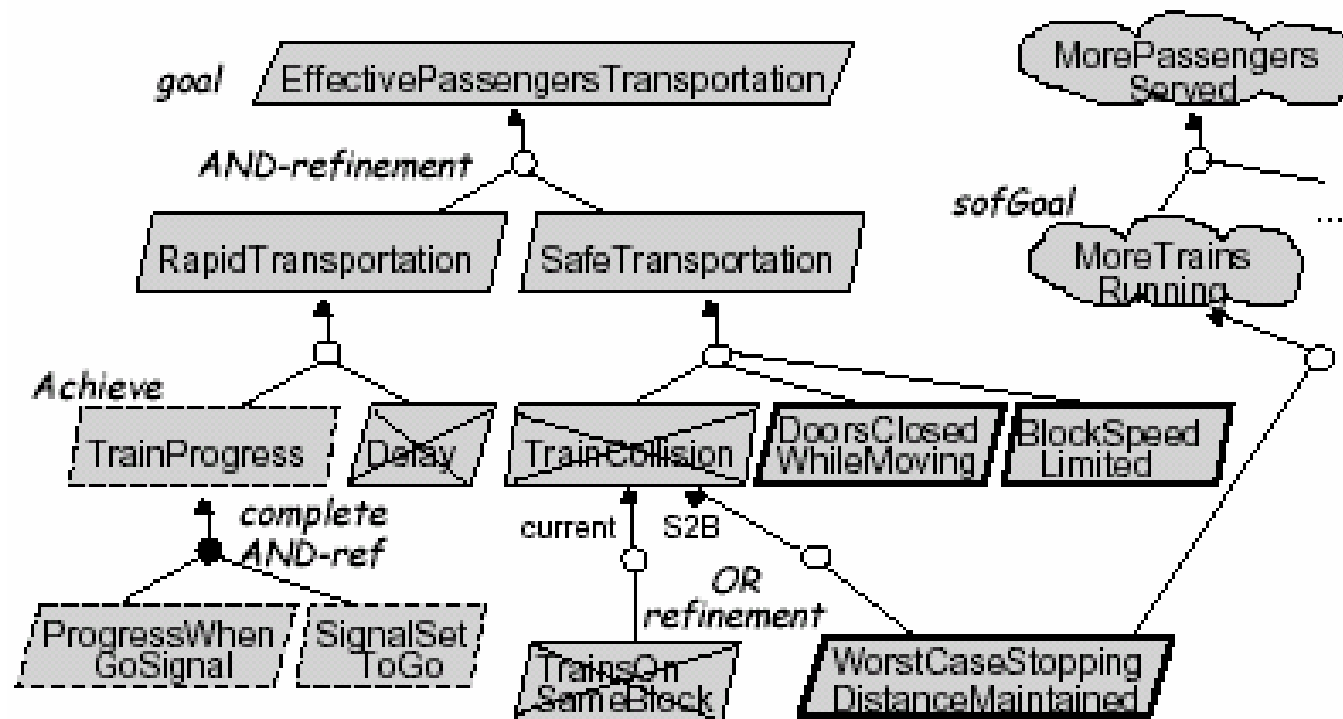 goal
EffectivePassengersTransportation
MorePassengers
Served
AND-refinement
sofGoal
RapidTransportation
SafeTransportation
MoreTrains
Running
....
Achieve
TrainProgress
Delay
TrainCollision
DoorsClosed
WhileMoving
BlockSpeed
Limited
complete
AND-ref
current
S2B
OR
refinement
ProgressWhen
GoSignal
SignalSet
ToGo
TrainsOn
SameBlock
WorstCaseStopping
DistanceMaintained